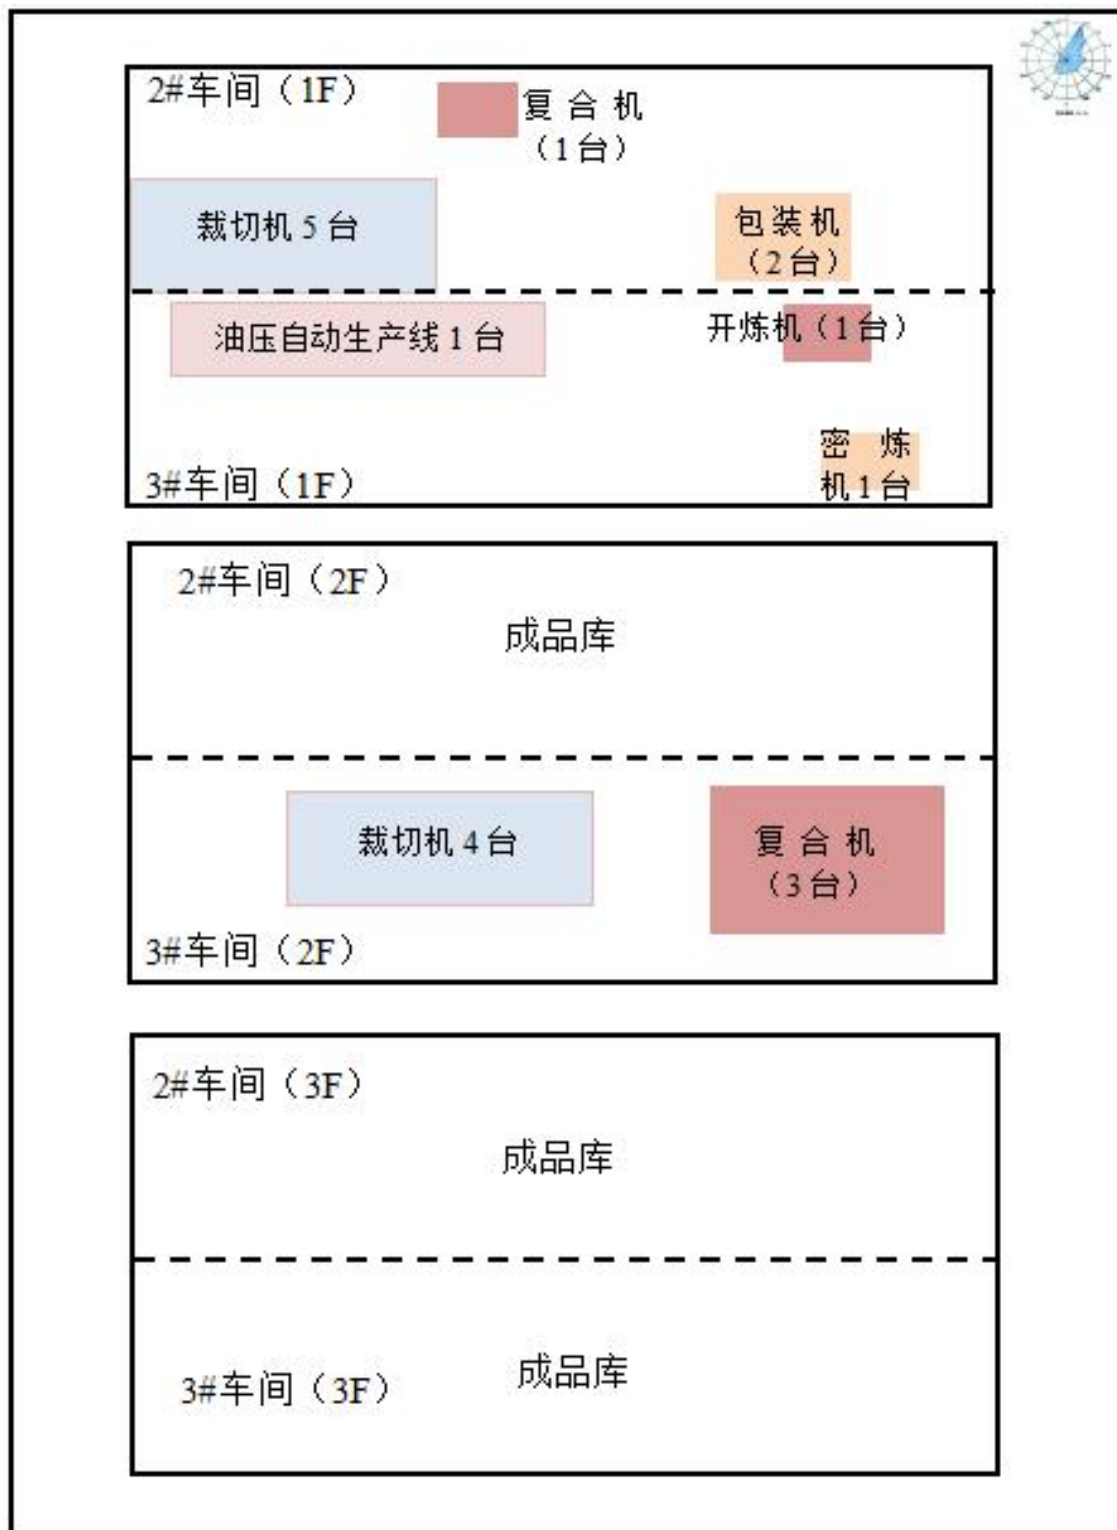 2#车间（1F）
复合机
（1台）
裁切机5台
包装机
（2台）
油压自动生产线1台
开炼机（1台）
密炼
机1台
3#车间（1F）
2#车间（2F）
成品库
裁切机4台
复合机
（3台）
3#车间（2F）
2#车间（3F）
成品库
成品库
3#车间（3F）